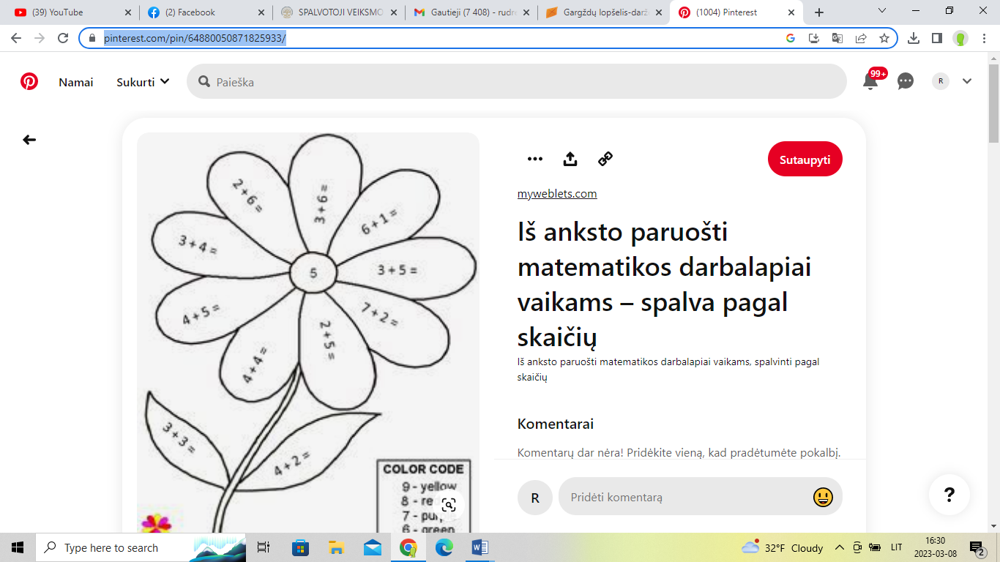 (39) YouTube
(2) Facebook
SPALVOTOJI VEIKSMO
Gautieji (7 408) - rudre
Gargždų lopšelis-darž
(1004) Pinterest
pinterest.com/pin/64880050871825933/
Namai
Sukurti
Paieška
99+
R
Sutaupyti
myweblets.com
Iš anksto paruošti
matematikos darbalapiai
vaikams – spalva pagal
skaičių
Iš anksto paruošti matematikos darbalapiai vaikams, spalvinti pagal
skaičių
Komentarai
Komentarų dar nėra! Pridėkite vieną, kad pradėtumėte pokalbį.
R
Pridėti komentarą
?
2 + 6 =
3 + 6 =
6 + 1 =
3 + 4 =
5
3 + 5 =
4 + 5 =
7 + 2 =
4 + 4 =
2 + 5 =
3 + 3 =
4 + 2 =
COLOR CODE
9 - yellow
8 - re
7 - pur
6 - green
Type here to search
32°F Cloudy
LIT
16:30
2023-03-08
2